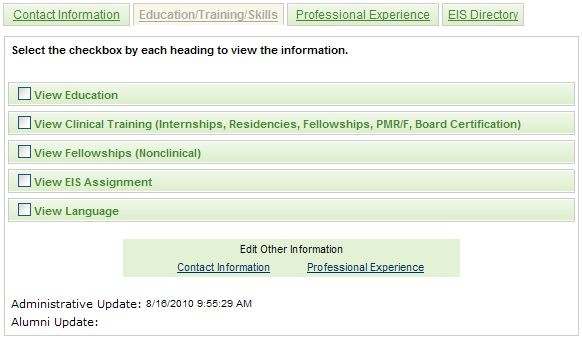 Contact Information Education/Training/Skills Professional Experience EIS Directory
Select the checkbox by each heading to view the information.
View Education
View Clinical Training (Internships, Residencies, Fellowships, PMR/F, Board Certification)
View Fellowships (Nonclinical)
View EIS Assignment
View Language
Edit Other Information
Contact Information Professional Experience
Administrative Update: 8/16/2010 9:55:29 AM
Alumni Update: